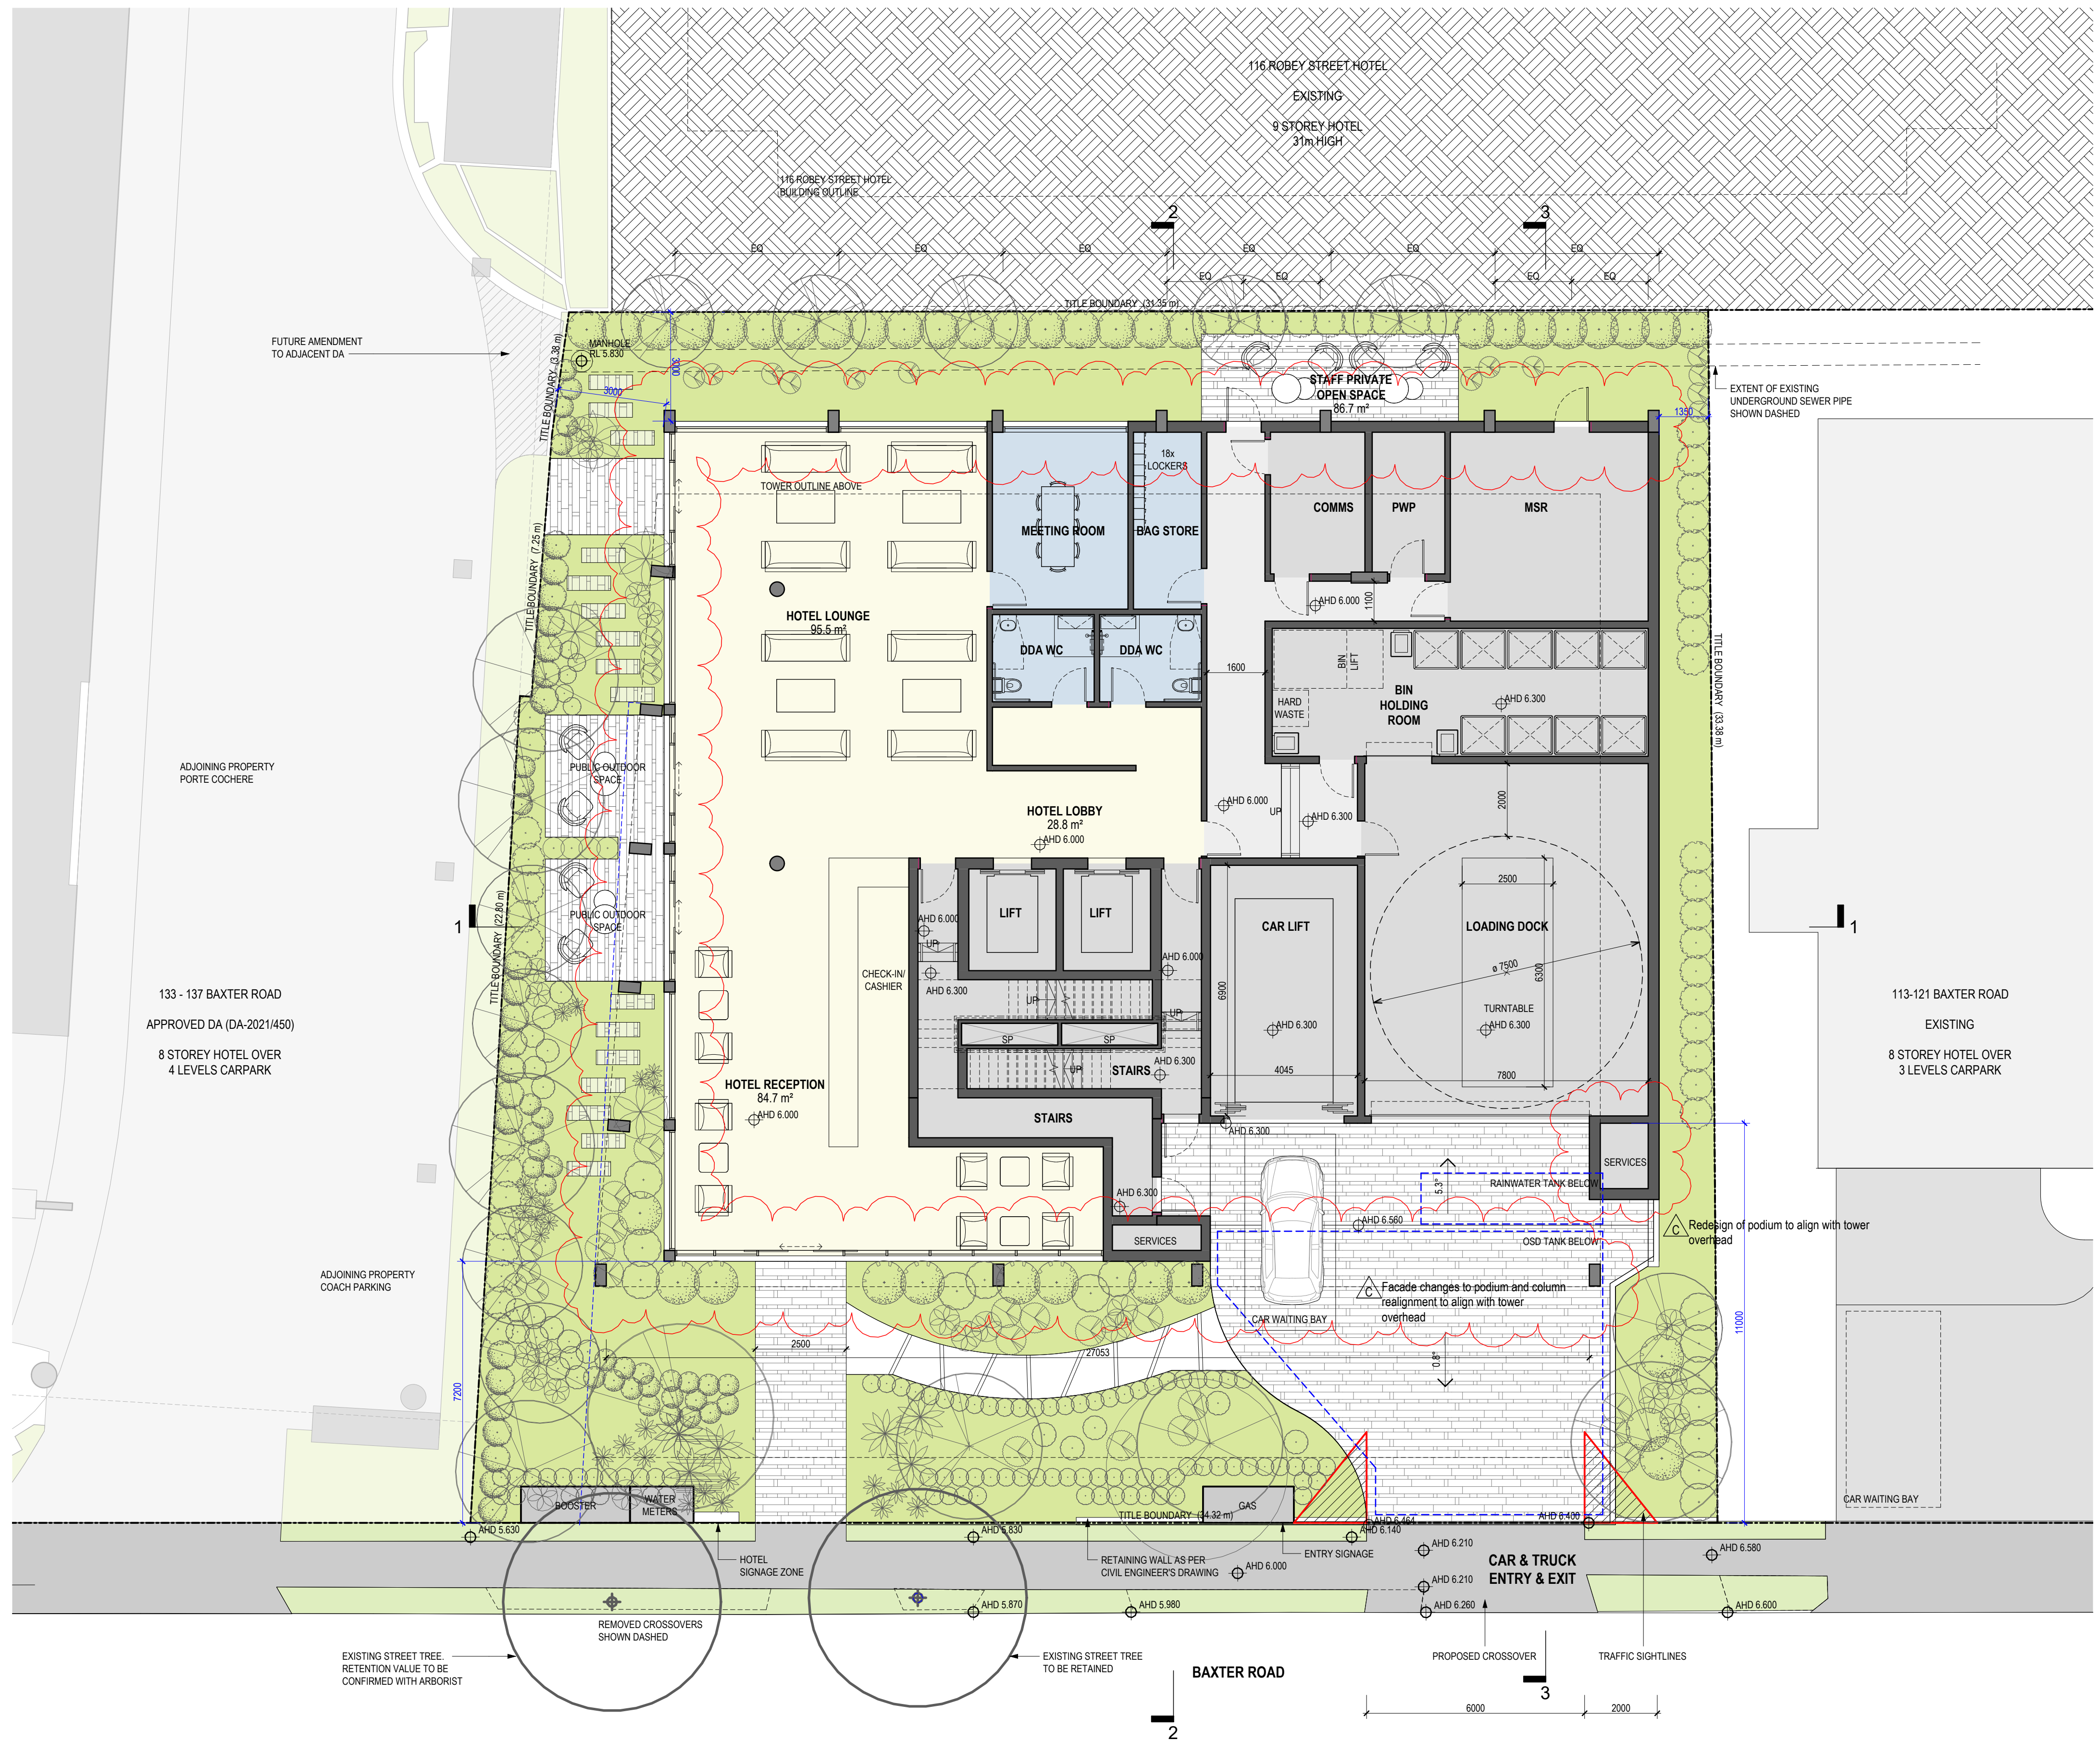 116 ROBEY STREET HOTEL
EXISTING
9 STOREY HOTEL
31m HIGH
116 ROBEY STREET HOTEL
BUILDING OUTLINE
2
3
EQ
EQ
EQ
EQ
EQ
EQ
EQ
EQ
EQ
EQ
TITLE BOUNDARY (31.35 m)
FUTURE AMENDMENT
TO ADJACENT DA
MANHOLE
RL 5.830
3000
3000
TITLE BOUNDARY (3.38 m)
STAFF PRIVATE
OPEN SPACE
86.7 m²
EXTENT OF EXISTING
UNDERGROUND SEWER PIPE
SHOWN DASHED
1350
18x
LOCKERS
TOWER OUTLINE ABOVE
MEETING ROOM
BAG STORE
COMMS
PWP
MSR
TITLE BOUNDARY (7.25 m)
HOTEL LOUNGE
95.5 m²
AHD 6.000
1100
DDA WC
DDA WC
1600
BIN
LIFT
BIN
HOLDING
ROOM
AHD 6.300
HARD
WASTE
TITLE BOUNDARY (33.38 m)
ADJOINING PROPERTY
PORTE COCHERE
PUBLIC OUTDOOR
SPACE
HOTEL LOBBY
28.8 m²
AHD 6.000
AHD 6.000
UP
AHD 6.300
2000
2500
LIFT
LIFT
CAR LIFT
LOADING DOCK
PUBLIC OUTDOOR
SPACE
1
1
TITLE BOUNDARY (22.80 m)
AHD 6.000
UP
AHD 6.300
CHECK-IN/
CASHIER
AHD 6.000
6900
ø 7500
6300
133 - 137 BAXTER ROAD
APPROVED DA (DA-2021/450)
8 STOREY HOTEL OVER
4 LEVELS CARPARK
113-121 BAXTER ROAD
EXISTING
8 STOREY HOTEL OVER
3 LEVELS CARPARK
UP
UP
TURNTABLE
AHD 6.300
AHD 6.300
SP
SP
AHD 6.300
UP
STAIRS
4045
7800
HOTEL RECEPTION
84.7 m²
AHD 6.000
STAIRS
AHD 6.300
SERVICES
5.3°
RAINWATER TANK BELOW
AHD 6.300
AHD 6.560
SERVICES
OSD TANK BELOW
C
Redesign of podium to align with tower
overhead
ADJOINING PROPERTY
COACH PARKING
C
Facade changes to podium and column
realignment to align with tower
overhead
CAR WAITING BAY
11000
2500
27053
0.8°
7200
BOOSTER
WATER
METERS
GAS
CAR WAITING BAY
TITLE BOUNDARY (34.32 m)
AHD 5.630
AHD 5.830
AHD 6.464
AHD 6.140
AHD 6.400
AHD 6.210
AHD 6.580
HOTEL
SIGNAGE ZONE
RETAINING WALL AS PER
CIVIL ENGINEER'S DRAWING
AHD 6.000
ENTRY SIGNAGE
CAR & TRUCK
ENTRY & EXIT
AHD 6.210
AHD 5.870
AHD 5.980
AHD 6.260
AHD 6.600
REMOVED CROSSOVERS
SHOWN DASHED
EXISTING STREET TREE.
RETENTION VALUE TO BE
CONFIRMED WITH ARBORIST
EXISTING STREET TREE
TO BE RETAINED
BAXTER ROAD
PROPOSED CROSSOVER
TRAFFIC SIGHTLINES
3
6000
2000
2